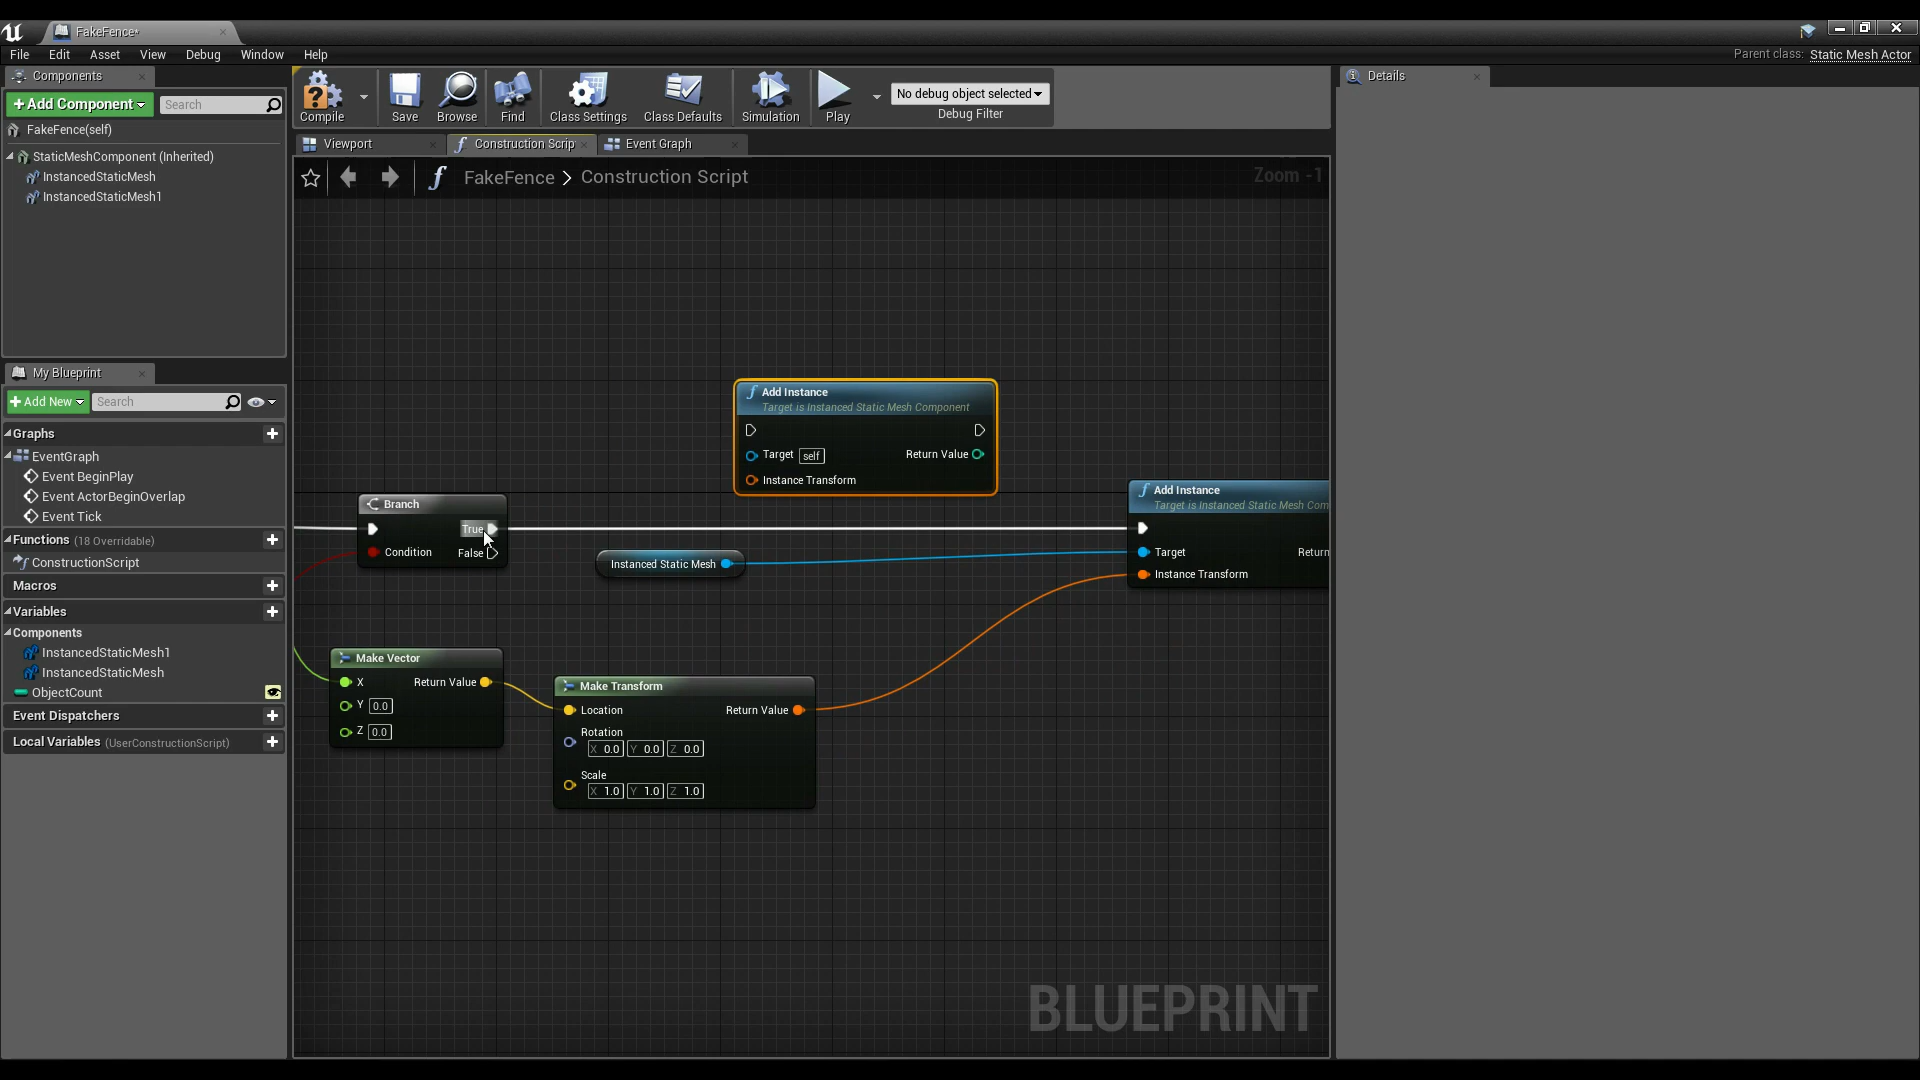 FakeFence*
File Edit Asset View Debug Window Help
Parent class: Static Mesh Actor
Components
+Add Component
Search
FakeFence(self)
StaticMeshComponent (Inherited)
InstancedStaticMesh
InstancedStaticMesh1
My Blueprint
+Add New
Search
Graphs
EventGraph
Event BeginPlay
Event ActorBeginOverlap
Event Tick
Functions (18 Overridable)
ConstructionScript
Macros
Variables
Components
InstancedStaticMesh1
InstancedStaticMesh
ObjectCount
Event Dispatchers
Local Variables (UserConstructionScript)
Compile
Save
Browse
Find
Class Settings
Class Defaults
Simulation
Play
No debug object selected
Debug Filter
Viewport
Construction Scrip
Event Graph
FakeFence > Construction Script
Zoom -1
Add Instance
Target is Instanced Static Mesh Component
Target self
Return Value
Instance Transform
Branch
True
Condition
False
Instanced Static Mesh
Add Instance
Target is Instanced Static Mesh Com
Target
Return
Instance Transform
Make Vector
X
Return Value
Y 0.0
Z 0.0
Make Transform
Location
Return Value
Rotation
X 0.0 Y 0.0 Z 0.0
Scale
X 1.0 Y 1.0 Z 1.0
BLUEPRINT
Details